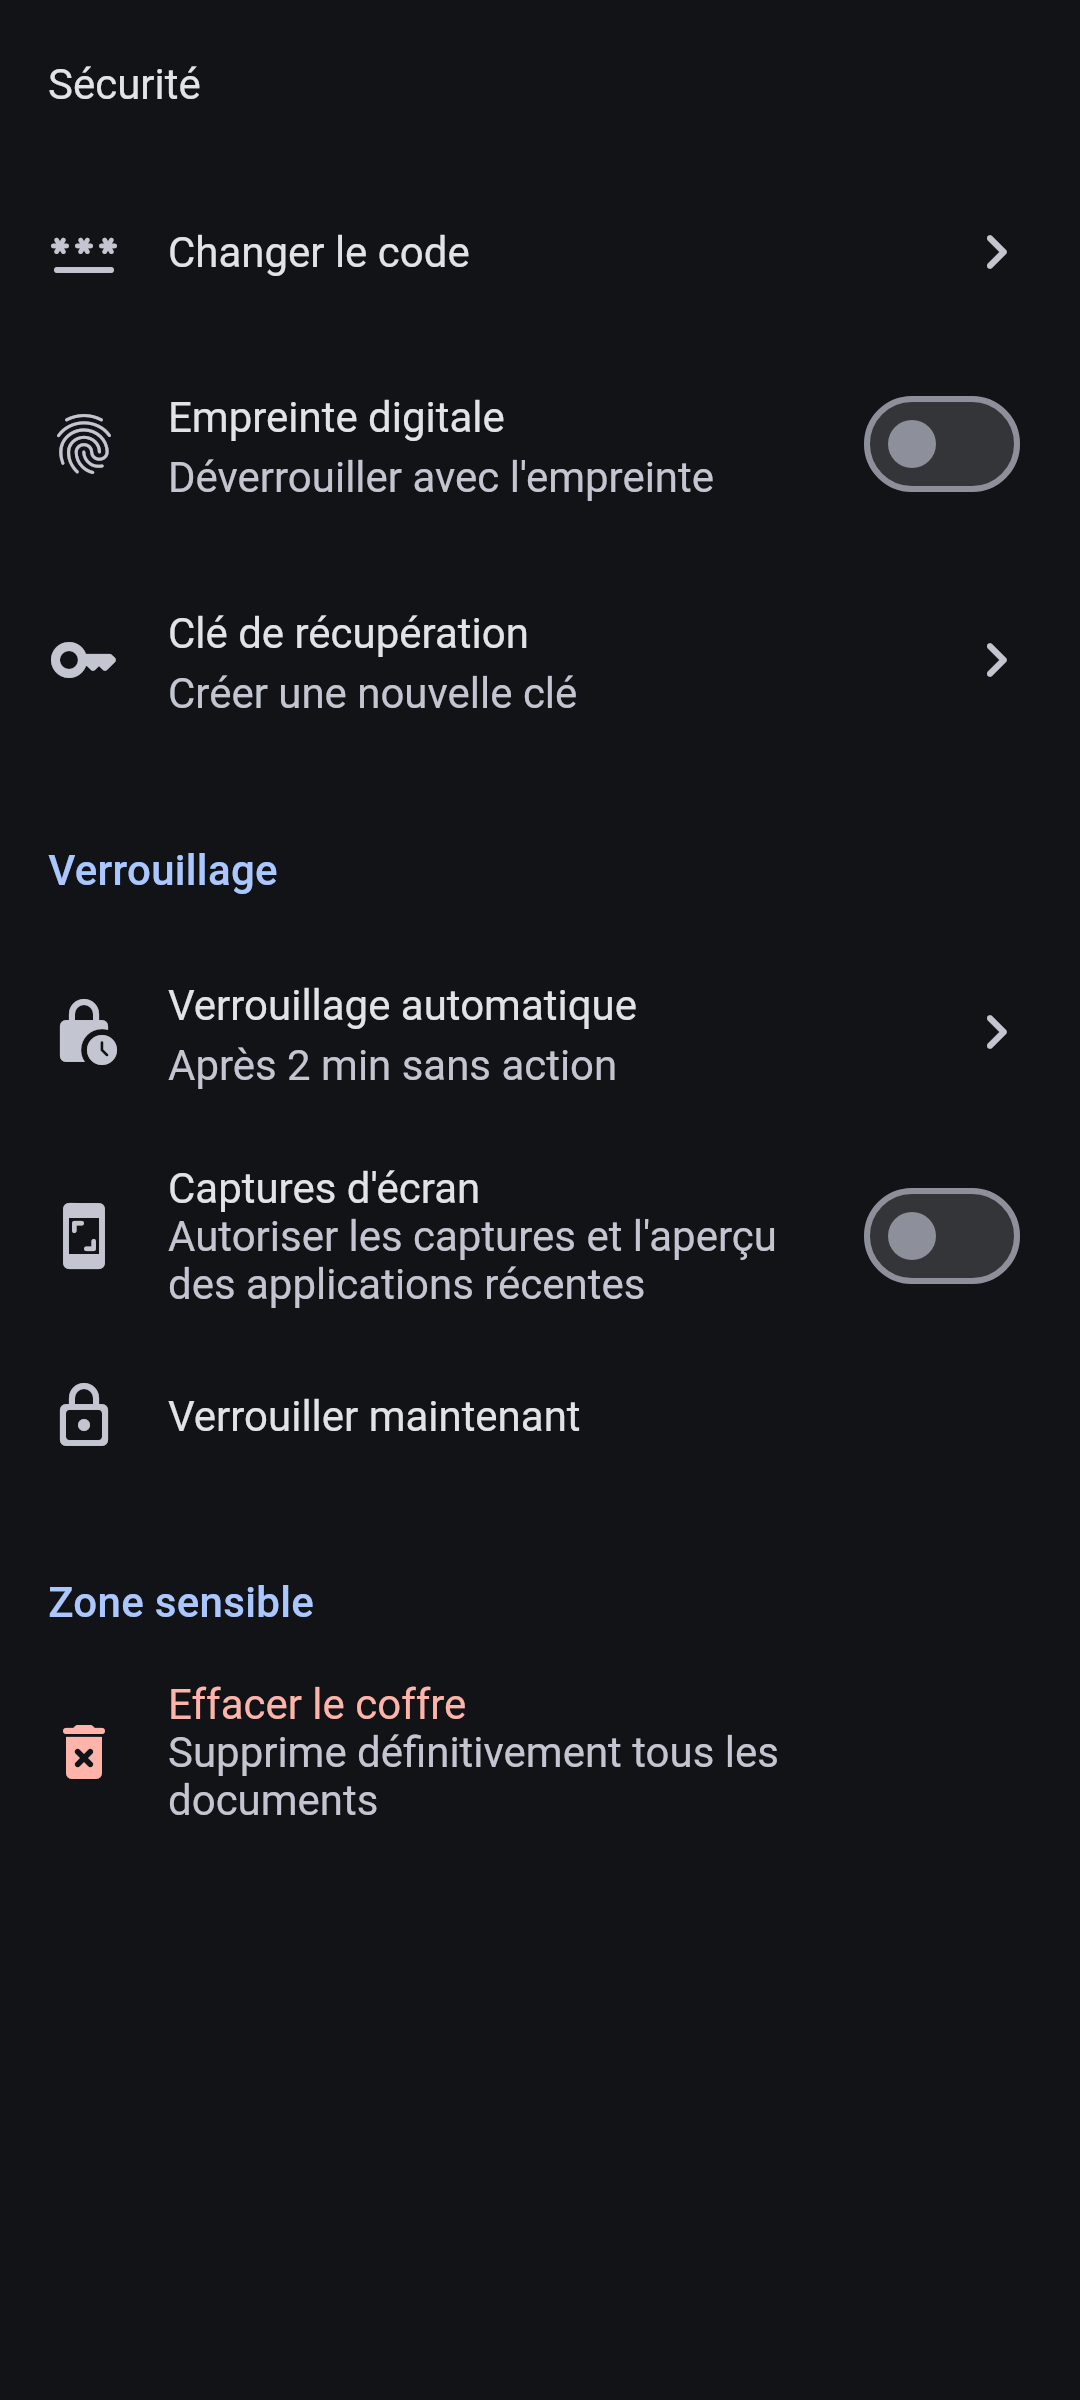 Sécurité
Changer le code
Empreinte digitale
Déverrouiller avec l'empreinte
Clé de récupération
Créer une nouvelle clé
Verrouillage
Verrouillage automatique
Après 2 min sans action
Captures d'écran
Autoriser les captures et l'aperçu
des applications récentes
Verrouiller maintenant
Zone sensible
Effacer le coffre
Supprime définitivement tous les
documents